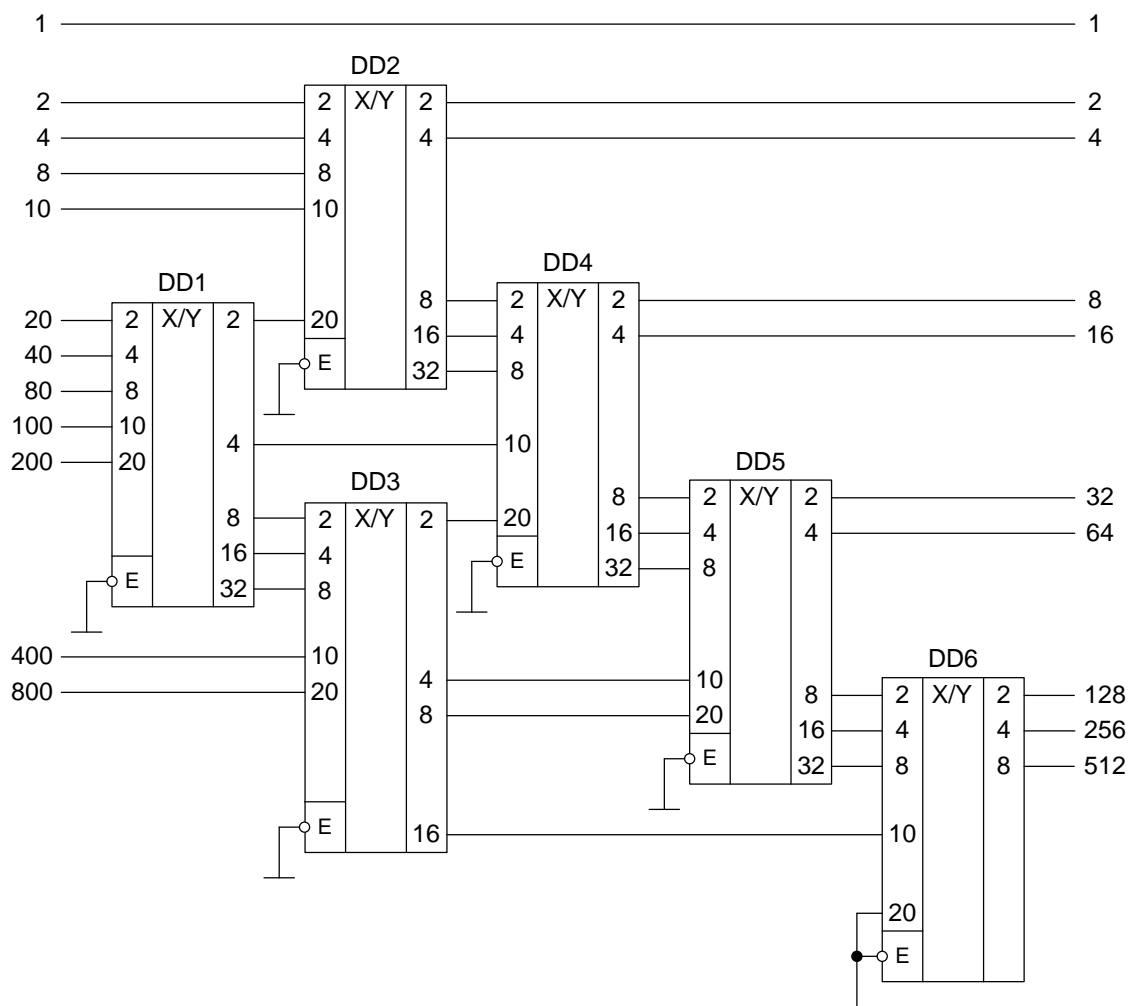 1 1
DD2
2 2 X/Y 2 2
4 4 4 4
8 8
10 10
DD4
DD1
8 2 X/Y 2 8
20 2 X/Y 2 20
16 4 4 16
40 4 E
32 8
80 8
100 10
4 10
200 20
DD5
DD3
8 2 X/Y 2 32
8 2 X/Y 2 20
16 4 4 64
16 4
E 32 8
E 32 8
400 10
DD6
4 10
800 20
8 2 X/Y 2 128
8 20
16 4 4 256
E 32 8 8 512
E 16 10
20
E